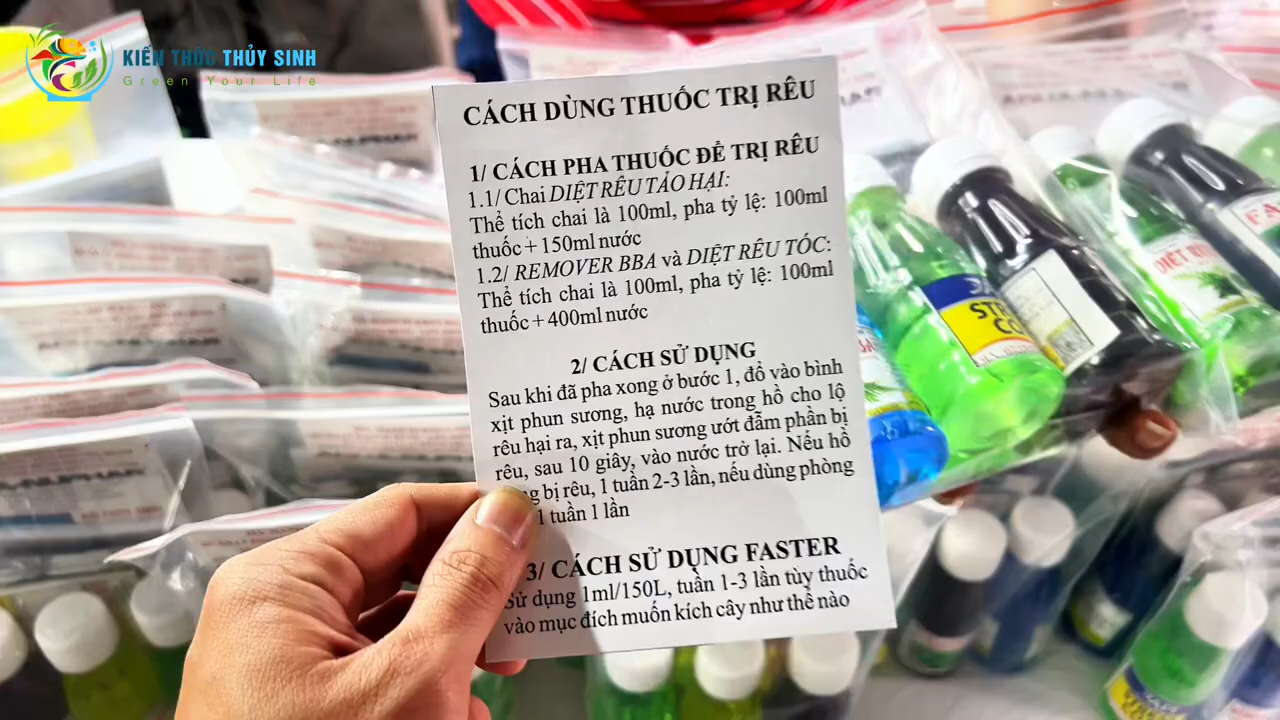 KIẾN THỨC THỦY SINH
Green Your Life
CÁCH DÙNG THUỐC TRỊ RÊU
1/ CÁCH PHA THUỐC ĐỂ TRỊ RÊU
1.1/ Chai DIỆT RÊU TẢO HẠI:
Thể tích chai là 100ml, pha tỷ lệ: 100ml
thuốc + 150ml nước
1.2/ REMOVER BBA và DIỆT RÊU TÓC:
Thể tích chai là 100ml, pha tỷ lệ: 100ml
thuốc + 400ml nước
2/ CÁCH SỬ DỤNG
Sau khi đã pha xong ở bước 1, đổ vào bình
xịt phun sương, hạ nước trong hồ cho lộ
rêu hại ra, xịt phun sương ướt đẫm phần bị
rêu, sau 10 giây, vào nước trở lại. Nếu hồ
bị rêu, 1 tuần 2-3 lần, nếu dùng phòng
1 tuần 1 lần
3/ CÁCH SỬ DỤNG FASTER
Sử dụng 1ml/150L, tuần 1-3 lần tùy thuốc
vào mục đích muốn kích cây như thế nào
DIỆT